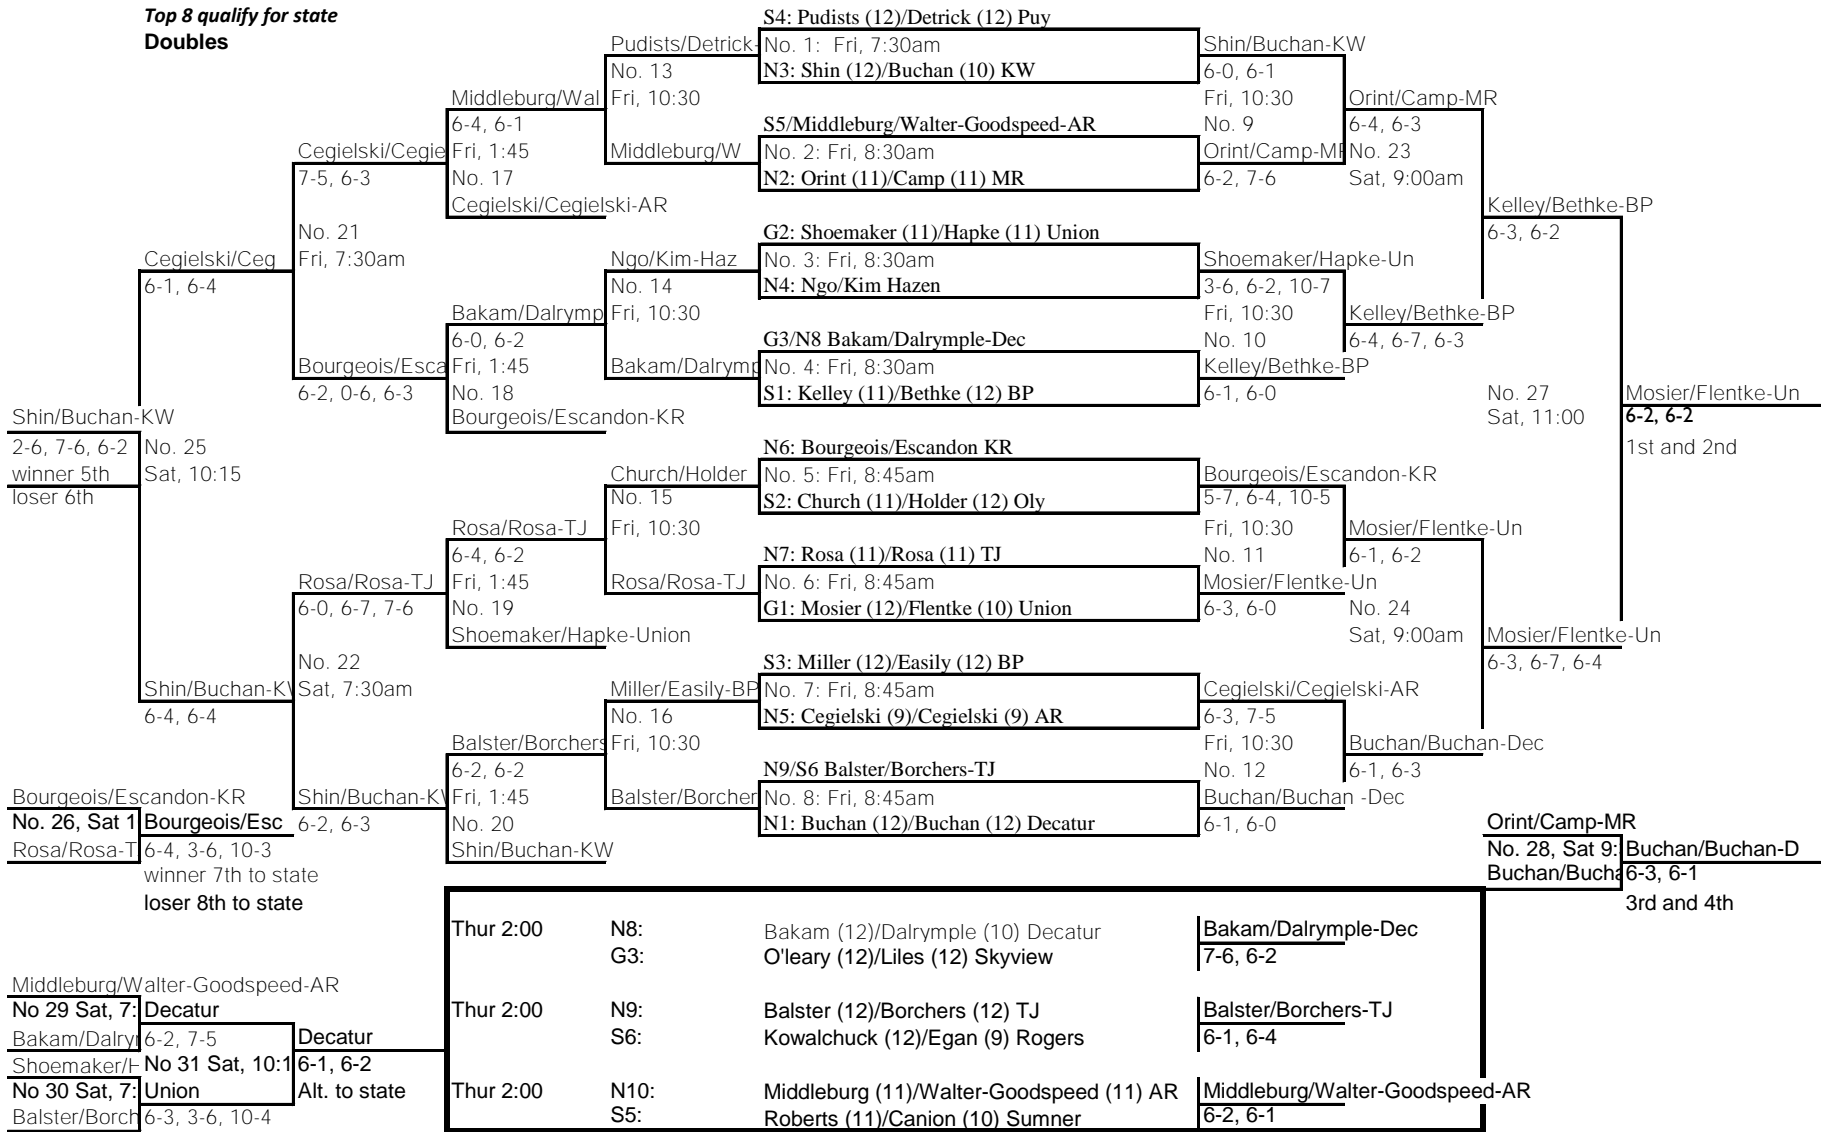 Top 8 qualify for state
Doubles
S4: Pudists (12)/Detrick (12) Puy
Pudists/Detrick-
No. 1:  Fri, 7:30am
Shin/Buchan-KW
No. 13
N3: Shin (12)/Buchan (10) KW
6-0, 6-1
Middleburg/Wal
Fri, 10:30
Fri, 10:30
Orint/Camp-MR
6-4, 6-1
S5/Middleburg/Walter-Goodspeed-AR
No. 9
6-4, 6-3
Cegielski/Cegie
Fri, 1:45
Middleburg/W
No. 2: Fri, 8:30am
Orint/Camp-MR
No. 23
7-5, 6-3
No. 17
N2: Orint (11)/Camp (11) MR
6-2, 7-6
Sat, 9:00am
Cegielski/Cegielski-AR
Kelley/Bethke-BP
No. 21
G2: Shoemaker (11)/Hapke (11) Union
6-3, 6-2
Cegielski/Ceg
Fri, 7:30am
Ngo/Kim-Haz
No. 3: Fri, 8:30am
Shoemaker/Hapke-Un
6-1, 6-4
No. 14
N4: Ngo/Kim Hazen
3-6, 6-2, 10-7
Bakam/Dalrymp
Fri, 10:30
Fri, 10:30
Kelley/Bethke-BP
6-0, 6-2
G3/N8 Bakam/Dalrymple-Dec
No. 10
6-4, 6-7, 6-3
Bourgeois/Esca
Fri, 1:45
Bakam/Dalrymp
No. 4: Fri, 8:30am
Kelley/Bethke-BP
6-2, 0-6, 6-3
No. 18
S1: Kelley (11)/Bethke (12) BP
6-1, 6-0
No. 27
Mosier/Flentke-Un
Shin/Buchan-KW
Bourgeois/Escandon-KR
Sat, 11:00
6-2, 6-2
2-6, 7-6, 6-2
No. 25
N6: Bourgeois/Escandon KR
1st and 2nd
winner 5th
Sat, 10:15
Church/Holder
No. 5: Fri, 8:45am
Bourgeois/Escandon-KR
loser 6th
No. 15
S2: Church (11)/Holder (12) Oly
5-7, 6-4, 10-5
Rosa/Rosa-TJ
Fri, 10:30
Fri, 10:30
Mosier/Flentke-Un
6-4, 6-2
N7: Rosa (11)/Rosa (11) TJ
No. 11
6-1, 6-2
Rosa/Rosa-TJ
Fri, 1:45
Rosa/Rosa-TJ
No. 6: Fri, 8:45am
Mosier/Flentke-Un
6-0, 6-7, 7-6
No. 19
G1: Mosier (12)/Flentke (10) Union
6-3, 6-0
No. 24
Shoemaker/Hapke-Union
Sat, 9:00am
Mosier/Flentke-Un
No. 22
S3: Miller (12)/Easily (12) BP
6-3, 6-7, 6-4
Shin/Buchan-KW
Sat, 7:30am
Miller/Easily-BP
No. 7: Fri, 8:45am
Cegielski/Cegielski-AR
6-4, 6-4
No. 16
N5: Cegielski (9)/Cegielski (9) AR
6-3, 7-5
Balster/Borchers
Fri, 10:30
Fri, 10:30
Buchan/Buchan-Dec
6-2, 6-2
N9/S6 Balster/Borchers-TJ
No. 12
6-1, 6-3
Bourgeois/Escandon-KR
Shin/Buchan-KW
Fri, 1:45
Balster/Borcher
No. 8: Fri, 8:45am
Buchan/Buchan -Dec
No. 26, Sat 1
Bourgeois/Esc
6-2, 6-3
No. 20
N1: Buchan (12)/Buchan (12) Decatur
6-1, 6-0
Orint/Camp-MR
Rosa/Rosa-T
6-4, 3-6, 10-3
Shin/Buchan-KW
No. 28, Sat 9:
Buchan/Buchan-D
winner 7th to state
Buchan/Bucha
6-3, 6-1
loser 8th to state
3rd and 4th
Thur 2:00
N8:
Bakam (12)/Dalrymple (10) Decatur
Bakam/Dalrymple-Dec
G3:
O'leary (12)/Liles (12) Skyview
7-6, 6-2
Middleburg/Walter-Goodspeed-AR
No 29 Sat, 7:
Decatur
Thur 2:00
N9:
Balster (12)/Borchers (12) TJ
Balster/Borchers-TJ
Bakam/Dalry
6-2, 7-5
Decatur
S6:
Kowalchuck (12)/Egan (9) Rogers
6-1, 6-4
Shoemaker/H
No 31 Sat, 10:1
6-1, 6-2
No 30 Sat, 7:
Union
Alt. to state
Thur 2:00
N10:
Middleburg (11)/Walter-Goodspeed (11) AR
Middleburg/Walter-Goodspeed-AR
Balster/Borch
6-3, 3-6, 10-4
S5:
Roberts (11)/Canion (10) Sumner
6-2, 6-1